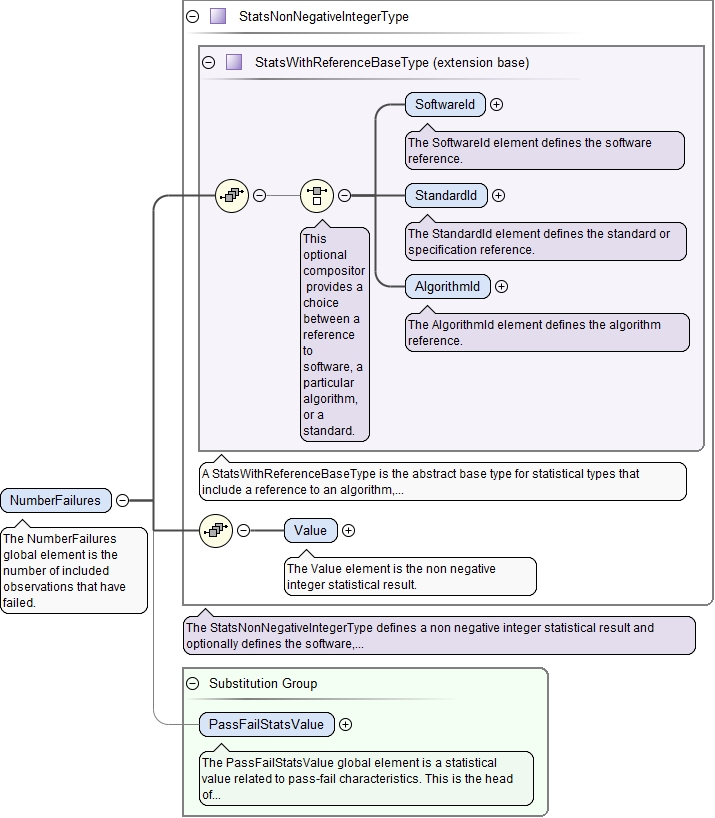 StatsNonNegativeIntegerType
StatsWithReferenceBaseType (extension base)
SoftwareId
The SoftwareId element defines the software
reference.
StandardId
The StandardId element defines the standard or
specification reference.
This
optional
compositor
provides a
choice
between a
reference
to
software, a
particular
algorithm,
or a
standard.
AlgorithmId
The AlgorithmId element defines the algorithm
reference.
A StatsWithReferenceBaseType is the abstract base type for statistical types that
include a reference to an algorithm,...
NumberFailures
The NumberFailures
global element is the
number of included
observations that have
failed.
Value
The Value element is the non negative
integer statistical result.
The StatsNonNegativeIntegerType defines a non negative integer statistical result and
optionally defines the software,...
Substitution Group
PassFailStatsValue
The PassFailStatsValue global element is a statistical
value related to pass-fail characteristics. This is the head
of...